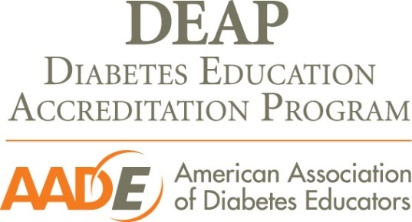 DEAP
DIABETES EDUCATION
ACCREDITATION PROGRAM
AADE
American Association
of Diabetes Educators